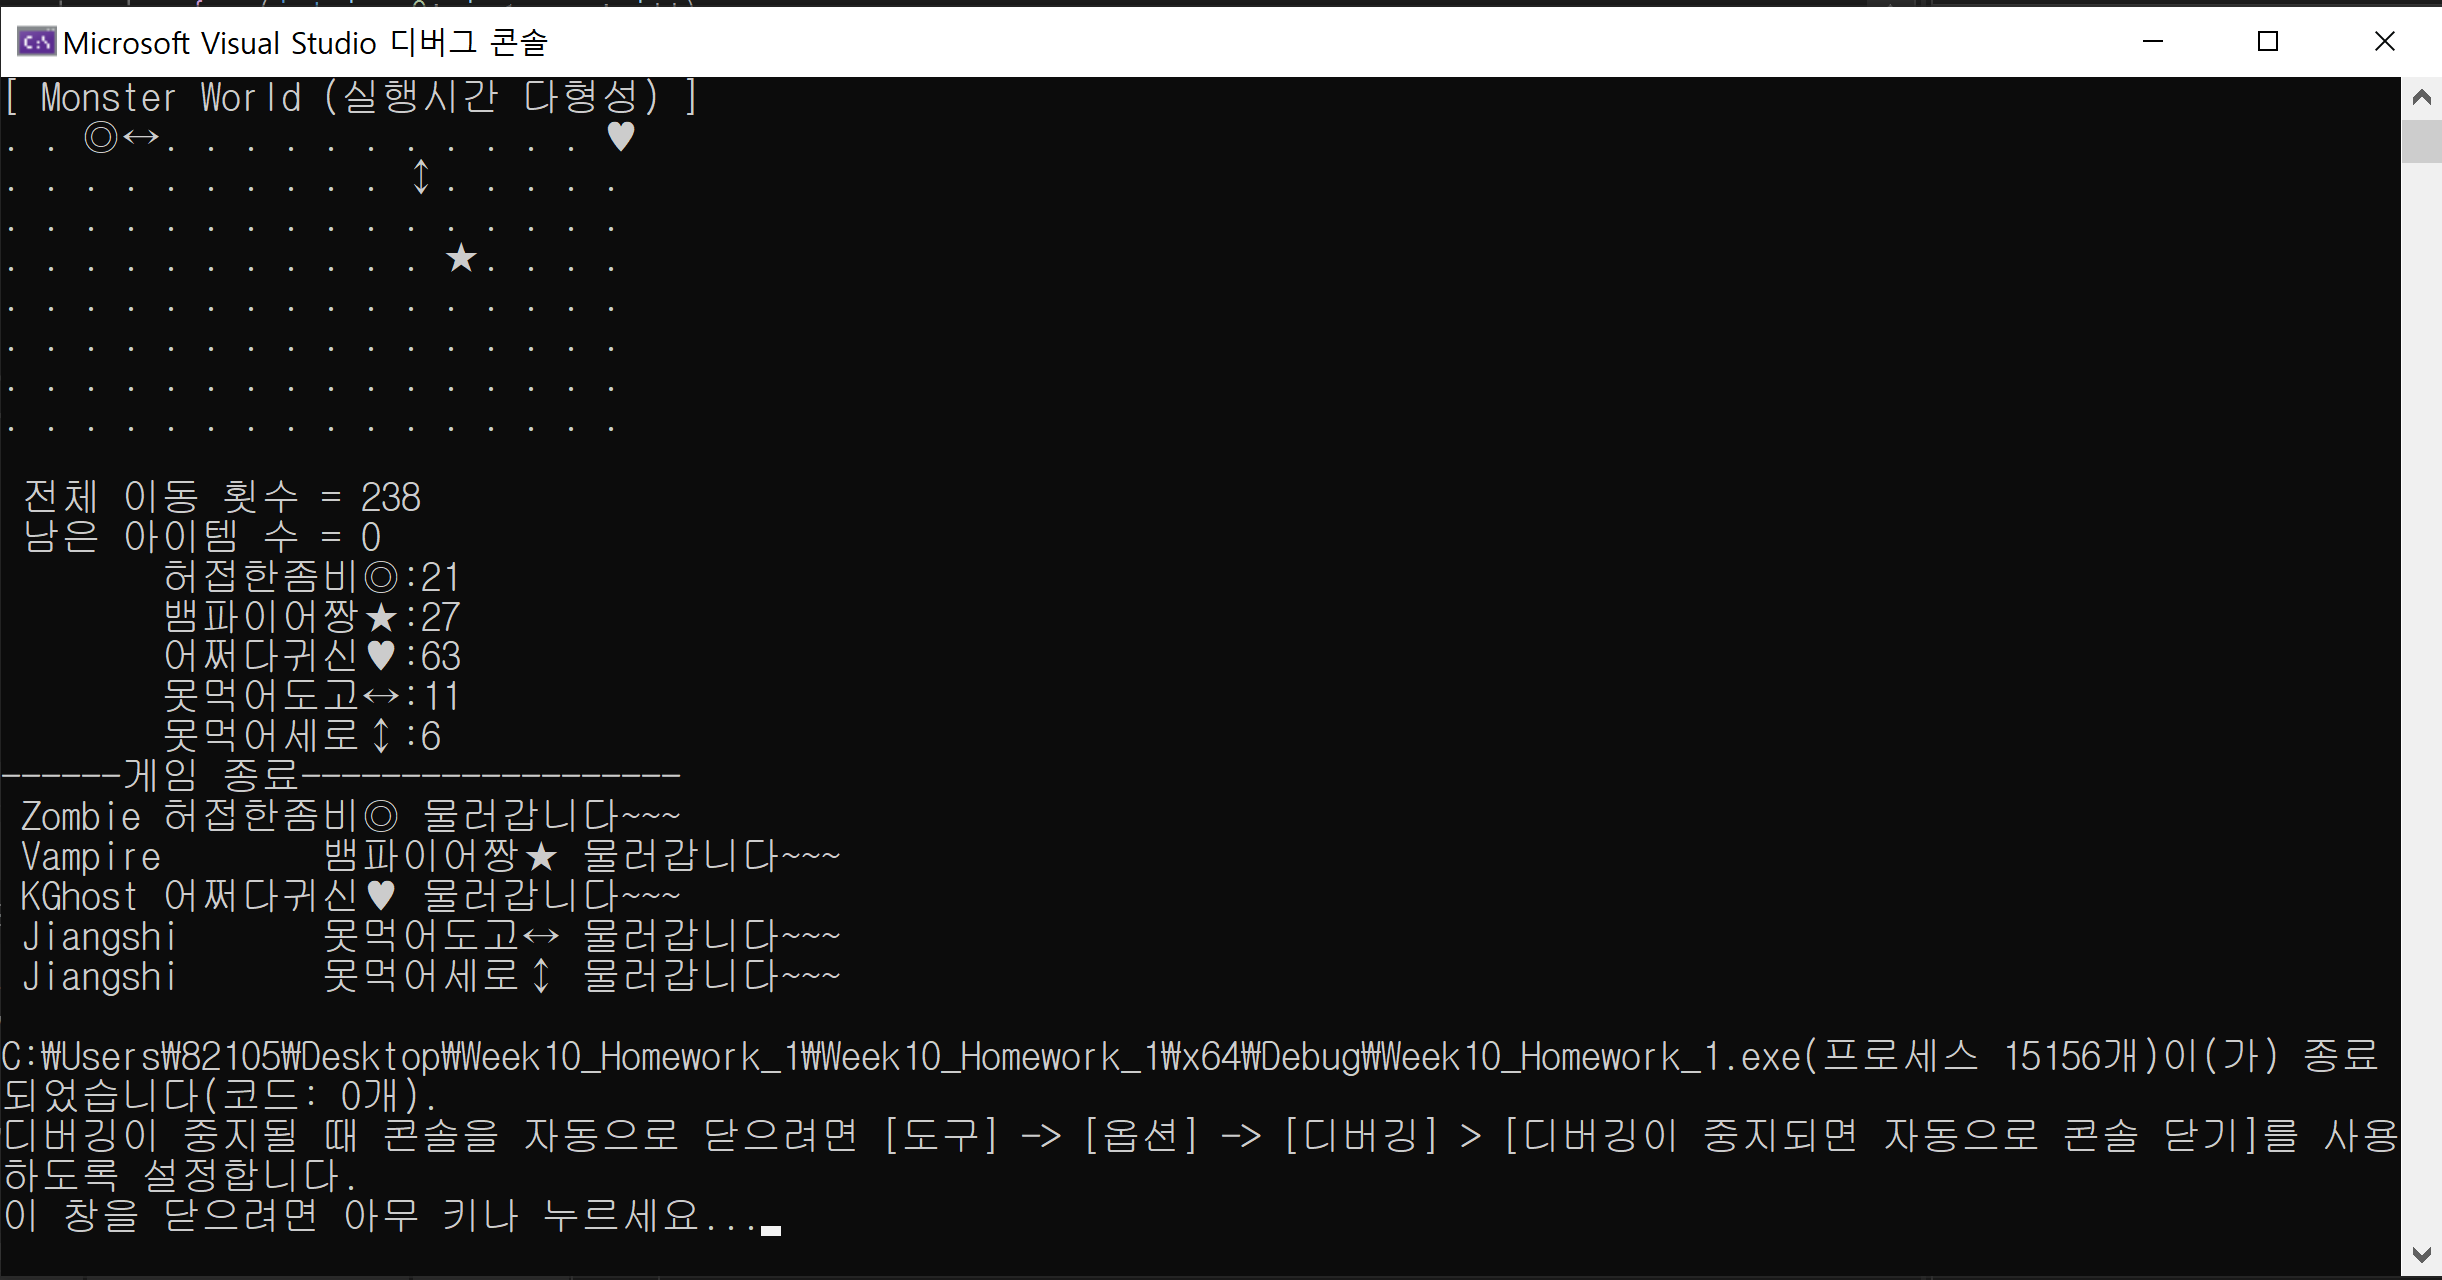 Microsoft Visual Studio 디버그 콘솔
[ Monster World (실행시간 다형성) ]
. . ◎↔. . . . . . . . . . . ♥
. . . . . . . . . . ↕. . . . .
. . . . . . . . . . . . . . . .
. . . . . . . . . . . ★. . . .
. . . . . . . . . . . . . . . .
. . . . . . . . . . . . . . . .
. . . . . . . . . . . . . . . .
. . . . . . . . . . . . . . . .
전체 이동 횟수 = 238
남은 아이템 수 = 0
허접한좀비◎:21
뱀파이어짱★:27
어쩌다귀신♥:63
못먹어도고↔:11
못먹어세로↕:6
------게임 종료-------------------
Zombie 허접한좀비◎ 물러갑니다~~~
Vampire 뱀파이어짱★ 물러갑니다~~~
KGhost 어쩌다귀신♥ 물러갑니다~~~
Jiangshi 못먹어도고↔ 물러갑니다~~~
Jiangshi 못먹어세로↕ 물러갑니다~~~
C:₩Users₩82105₩Desktop₩Week10_Homework_1₩Week10_Homework_1₩x64₩Debug₩Week10_Homework_1.exe(프로세스 15156개)이(가) 종료
되었습니다(코드: 0개).
디버깅이 중지될 때 콘솔을 자동으로 닫으려면 [도구] -> [옵션] -> [디버깅] > [디버깅이 중지되면 자동으로 콘솔 닫기]를 사용
하도록 설정합니다.
이 창을 닫으려면 아무 키나 누르세요...